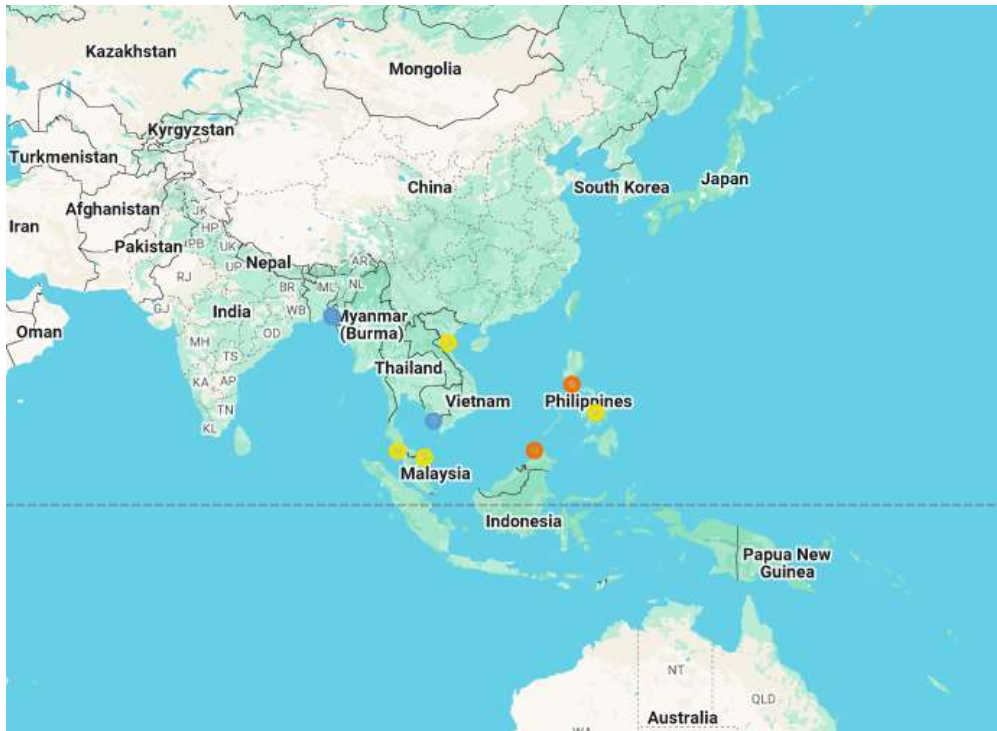 Kazakhstan
Mongolia
Kyrgyzstan
Turkmenistan
China
South Korea
Japan
Afghanistan
JK
HP
Iran
Pakistan
PB
UK
Nepal
UP
AR
RJ
BR
ML
NL
GJ
India
WB
Myanmar
(Burma)
Oman
OD
MH
TS
Thailand
KA
AP
Vietnam
Philippines
TN
KL
Malaysia
Indonesia
Papua New
Guinea
NT
QLD
Australia
WA